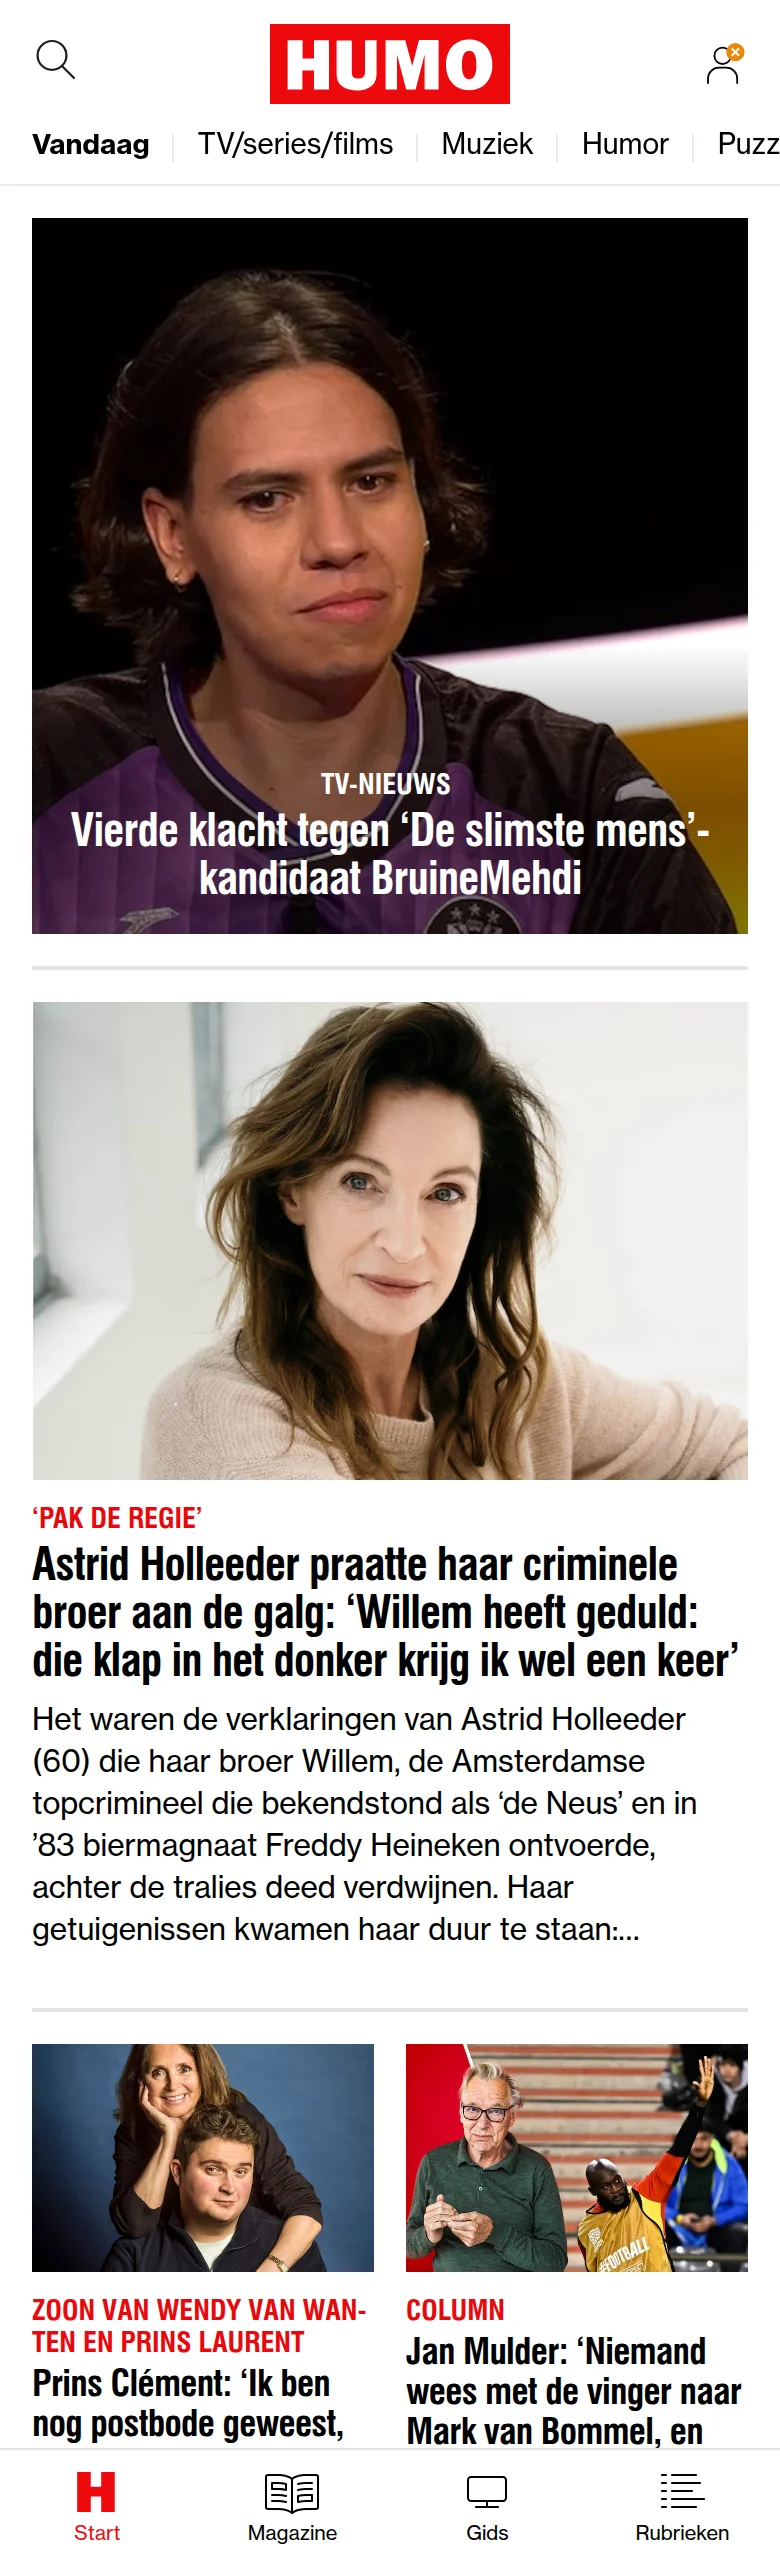 HUMO
Vandaag TV/series/films Muziek Humor Puzz
TV-NIEUWS
Vierde klacht tegen ‘De slimste mens’-
kandidaat BruineMehdi
‘PAK DE REGIE’
Astrid Holleeder praatte haar criminele
broer aan de galg: ‘Willem heeft geduld:
die klap in het donker krijg ik wel een keer’
Het waren de verklaringen van Astrid Holleeder
(60) die haar broer Willem, de Amsterdamse
topcrimineel die bekendstond als ‘de Neus’ en in
’83 biermagnaat Freddy Heineken ontvoerde,
achter de tralies deed verdwijnen. Haar
getuigenissen kwamen haar duur te staan:...
#FOOTBALL
ZOON VAN WENDY VAN WAN-
TEN EN PRINS LAURENT
Prins Clément: ‘Ik ben
nog postbode geweest,
COLUMN
Jan Mulder: ‘Niemand
wees met de vinger naar
Mark van Bommel, en
H
Start Magazine Gids Rubrieken